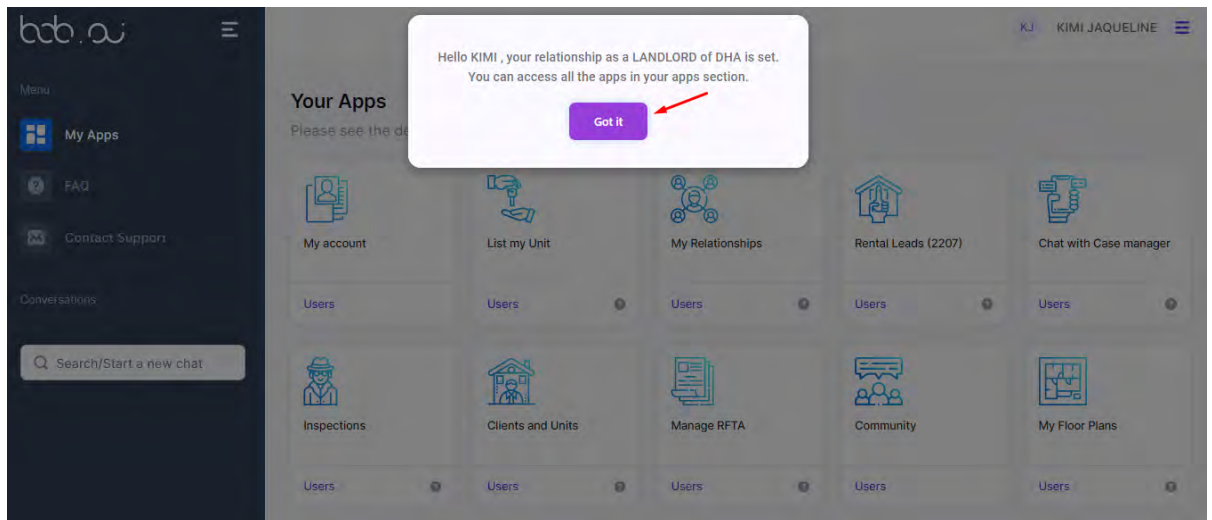 bob.ai
KJ KIMI JAQUELINE
Hello KIMI , your relationship as a LANDLORD of DHA is set.
You can access all the apps in your apps section.
Got it
Menu
My Apps
FAQ
Contact Support
Conversations
Search/Start a new chat
Your Apps
Please see the de
My account
List my Unit
My Relationships
Rental Leads (2207)
Chat with Case manager
Users
Users
Users
Users
Users
Inspections
Clients and Units
Manage RFTA
Community
My Floor Plans
Users
Users
Users
Users
Users